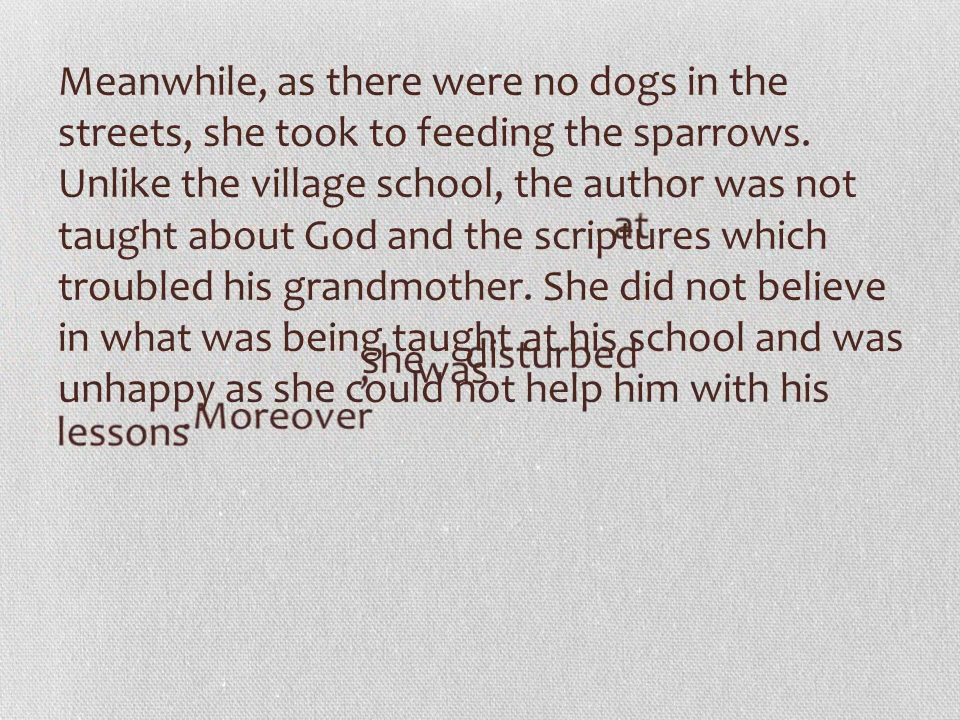 Meanwhile, as there were no dogs in the
streets, she took to feeding the sparrows.
Unlike the village school, the author was not
taught about God and the scriptures which
troubled his grandmother. She did not believe
in what was being taught at his school and was
unhappy as she could not help him with his
lessons. Moreover, she was disturbed at